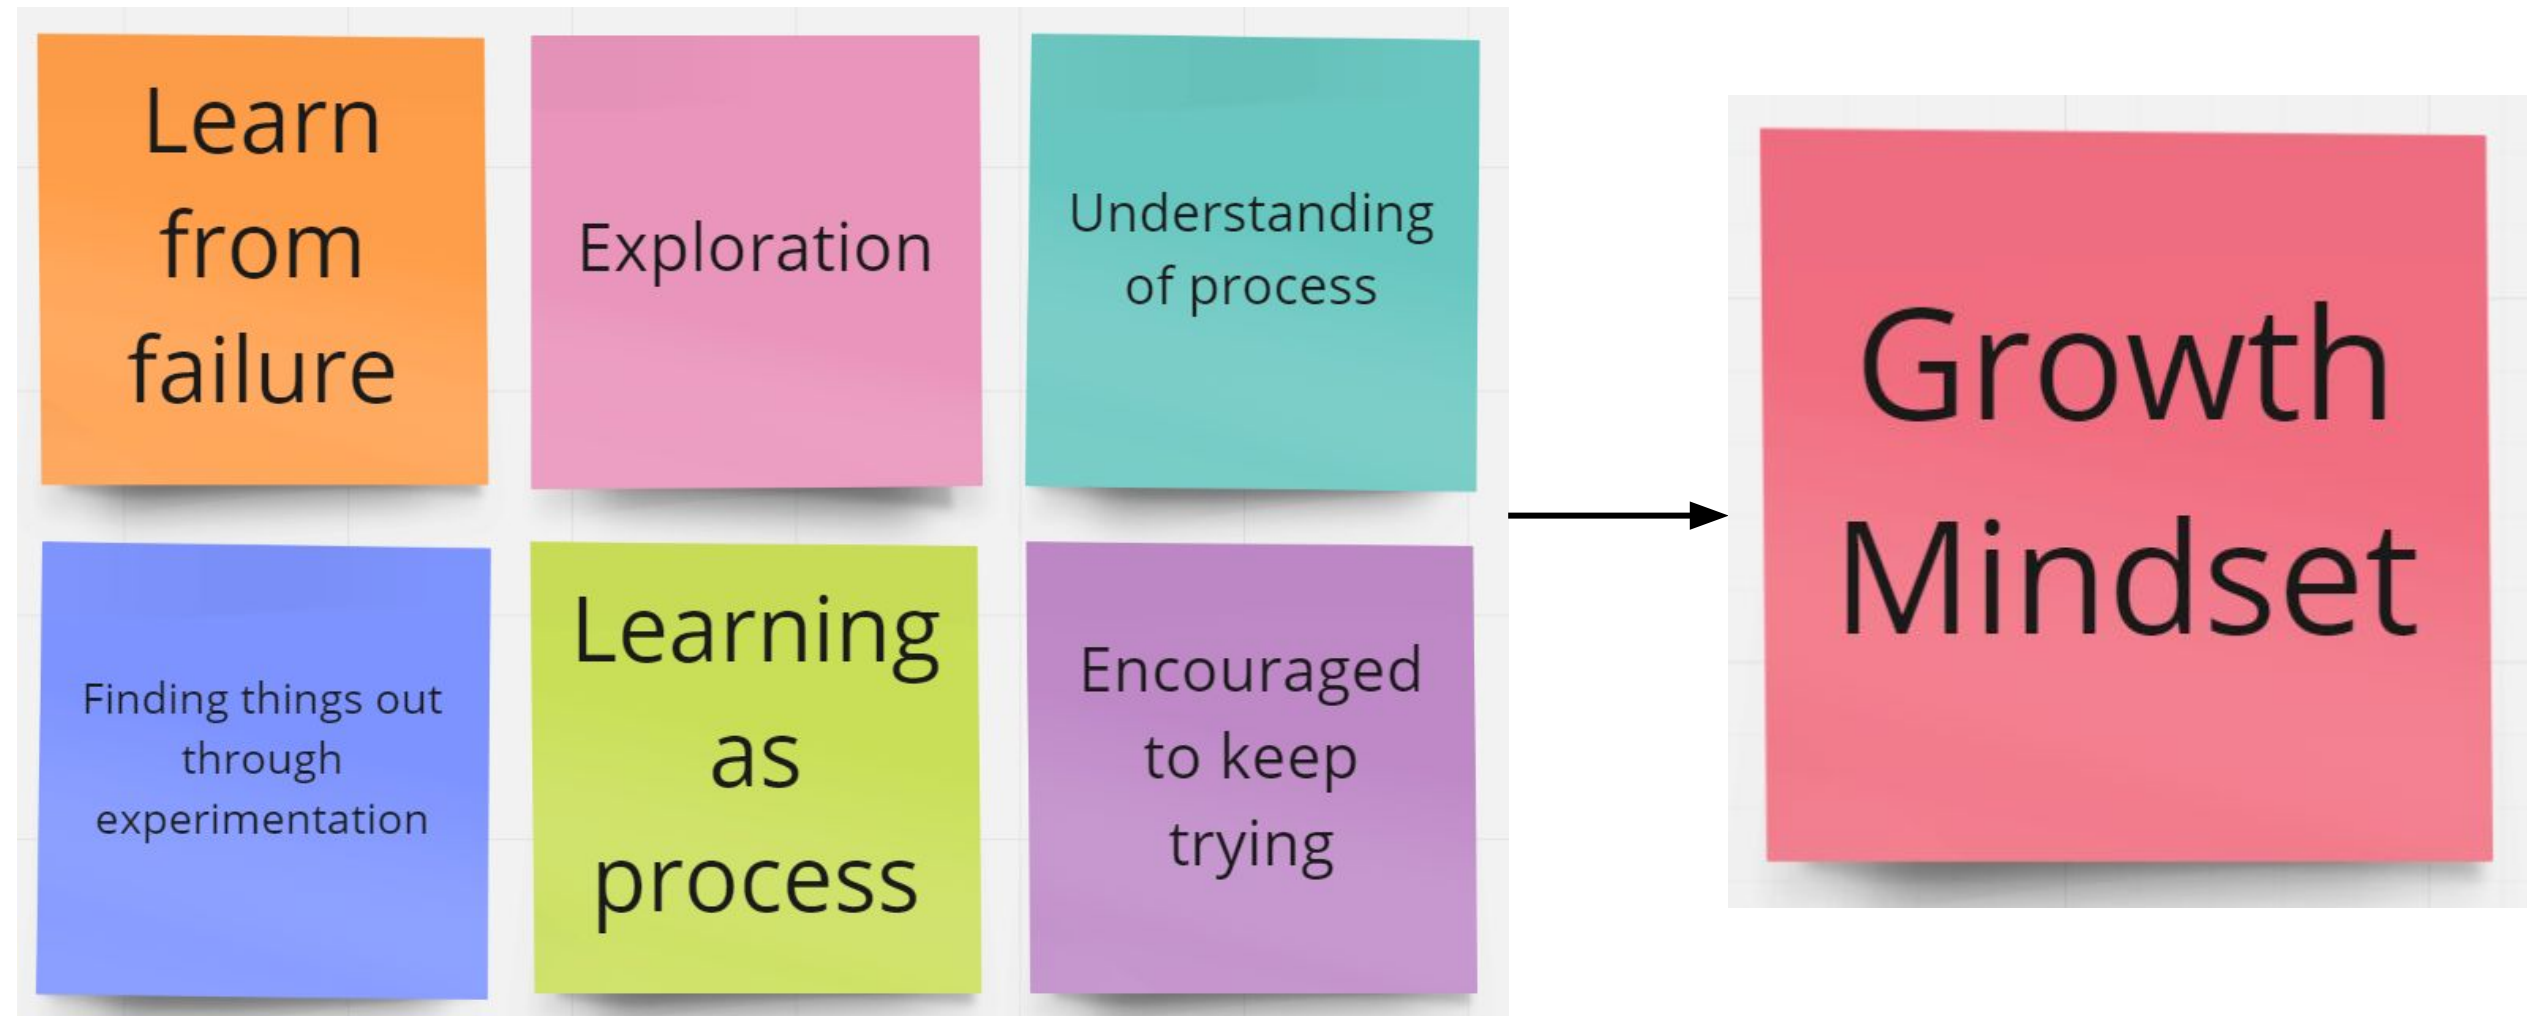 Learn
from
failure
Exploration
Understanding
of process
Finding things out
through
experimentation
Learning
as
process
Encouraged
to keep
trying
Growth
Mindset